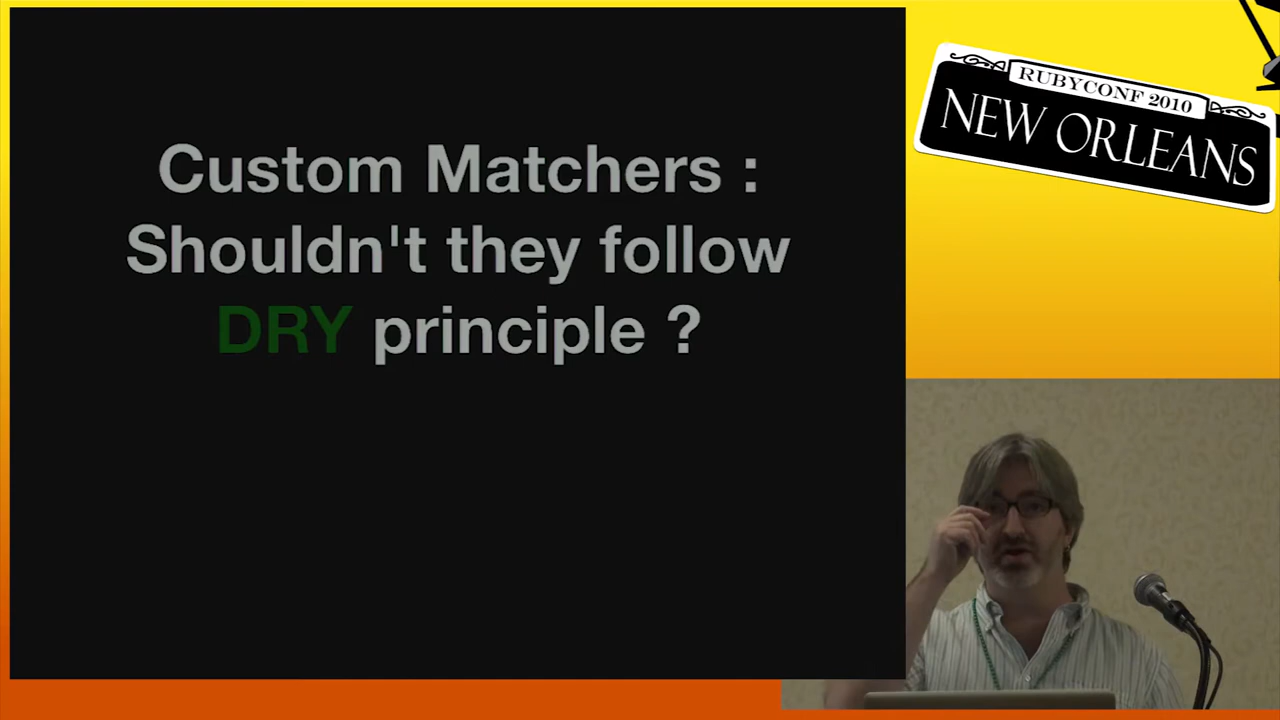 Custom Matchers :
Shouldn't they follow
DRY principle ?
RUBYCONF 2010
NEW ORLEANS